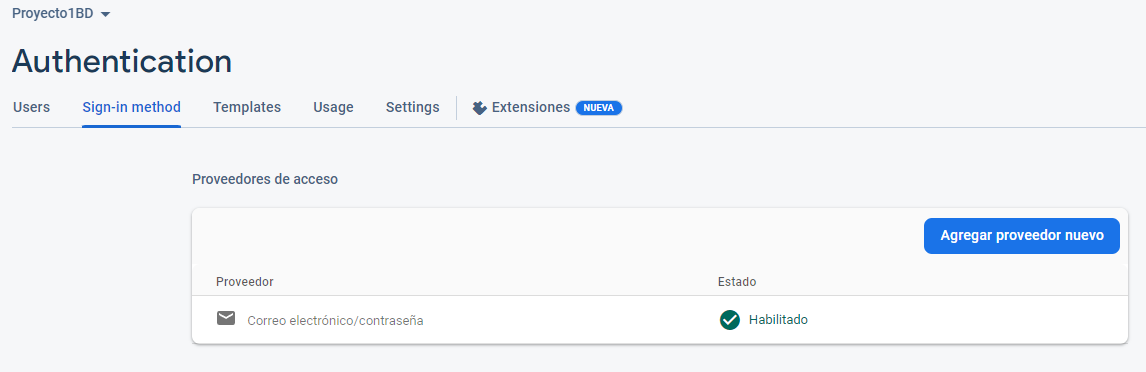 Proyecto1BD
Authentication
Users Sign-in method Templates Usage Settings Extensiones NUEVA
Proveedores de acceso
Agregar proveedor nuevo
Proveedor Estado
Correo electrónico/contraseña Habilitado